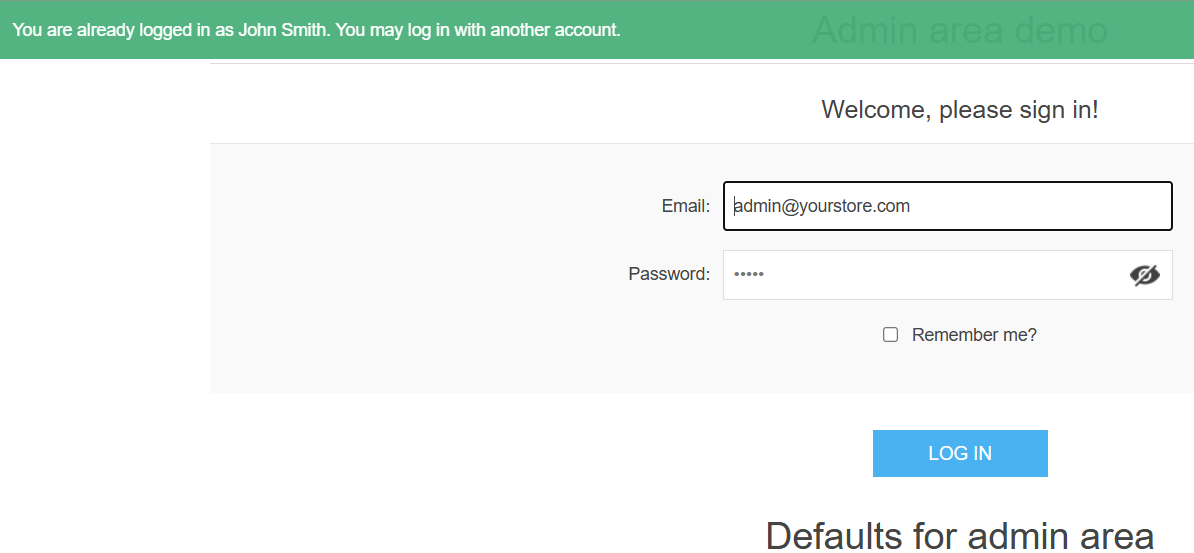 You are already logged in as John Smith. You may log in with another account.
Admin area demo
Welcome, please sign in!
Email: admin@yourstore.com
Password: •••••
Remember me?
LOG IN
Defaults for admin area